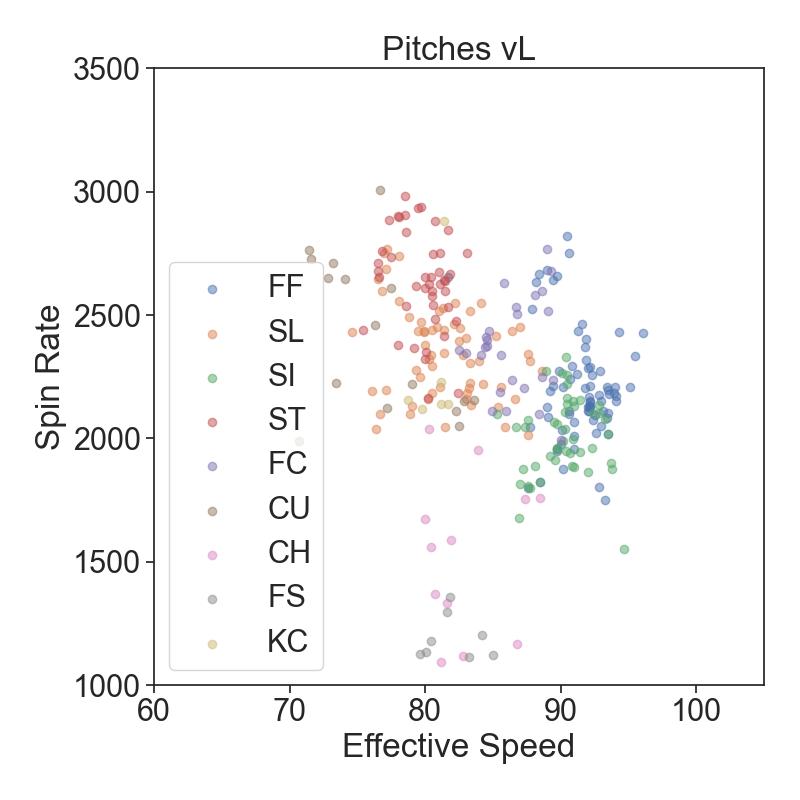 Pitches vL
3500
3000
2500
2000
1500
1000
Spin Rate
FF
SL
SI
ST
FC
CU
CH
FS
KC
60 70 80 90 100
Effective Speed